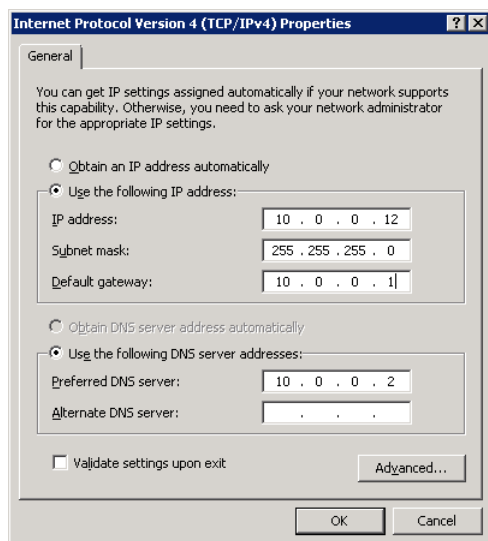 Internet Protocol Version 4 (TCP/IPv4) Properties
General
You can get IP settings assigned automatically if your network supports
this capability. Otherwise, you need to ask your network administrator
for the appropriate IP settings.
Obtain an IP address automatically
Use the following IP address:
IP address: 10 . 0 . 0 . 12
Subnet mask: 255 . 255 . 255 . 0
Default gateway: 10 . 0 . 0 . 1
Obtain DNS server address automatically
Use the following DNS server addresses:
Preferred DNS server: 10 . 0 . 0 . 2
Alternate DNS server: . . .
Validate settings upon exit
Advanced...
OK Cancel